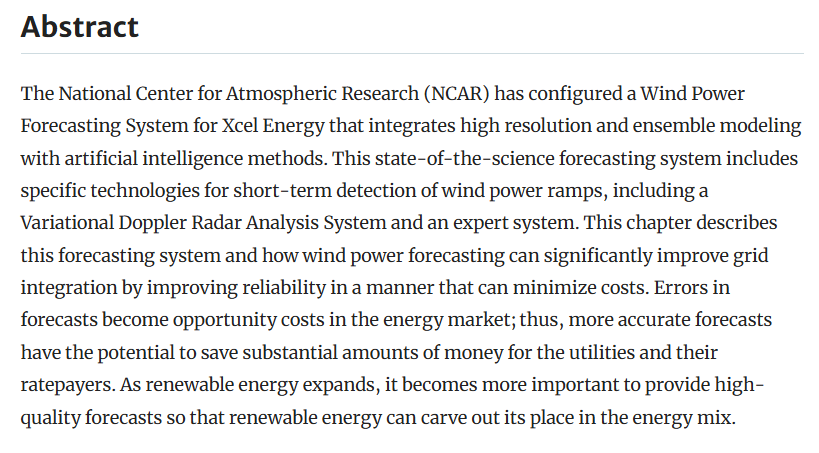 Abstract
The National Center for Atmospheric Research (NCAR) has configured a Wind Power
Forecasting System for Xcel Energy that integrates high resolution and ensemble modeling
with artificial intelligence methods. This state-of-the-science forecasting system includes
specific technologies for short-term detection of wind power ramps, including a
Variational Doppler Radar Analysis System and an expert system. This chapter describes
this forecasting system and how wind power forecasting can significantly improve grid
integration by improving reliability in a manner that can minimize costs. Errors in
forecasts become opportunity costs in the energy market; thus, more accurate forecasts
have the potential to save substantial amounts of money for the utilities and their
ratepayers. As renewable energy expands, it becomes more important to provide high-
quality forecasts so that renewable energy can carve out its place in the energy mix.